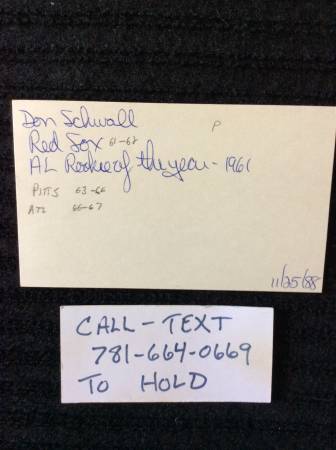 Don Schwall P
Red Sox 61-62
AL Rookie of the year - 1961
PITTS 63-66
ATL 66-67
11/25/88
CALL - TEXT
781-664-0669
TO HOLD